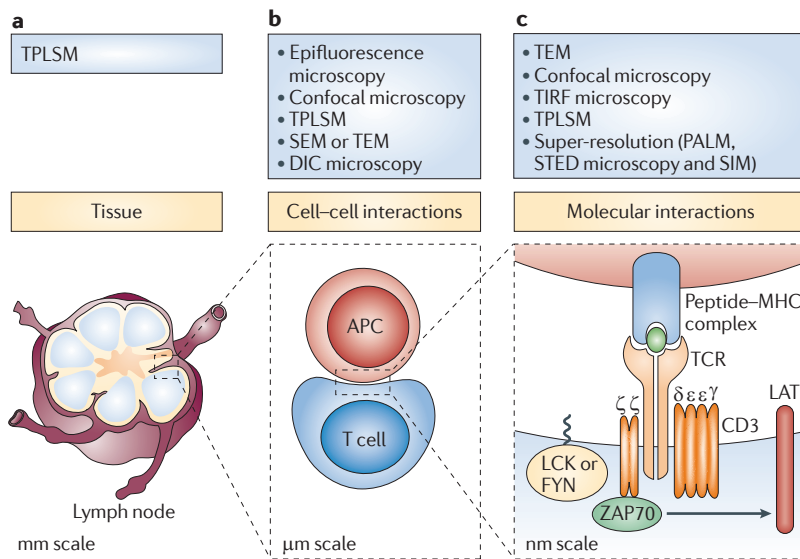 a
TPLSM
Tissue
Lymph node
mm scale
b
• Epifluorescence
microscopy
• Confocal microscopy
• TPLSM
• SEM or TEM
• DIC microscopy
Cell–cell interactions
APC
T cell
µm scale
c
• TEM
• Confocal microscopy
• TIRF microscopy
• TPLSM
• Super-resolution (PALM,
STED microscopy and SIM)
Molecular interactions
Peptide–MHC
complex
TCR
ζ ζ
δ ε ε γ
CD3
LAT
LCK or
FYN
ZAP70
nm scale